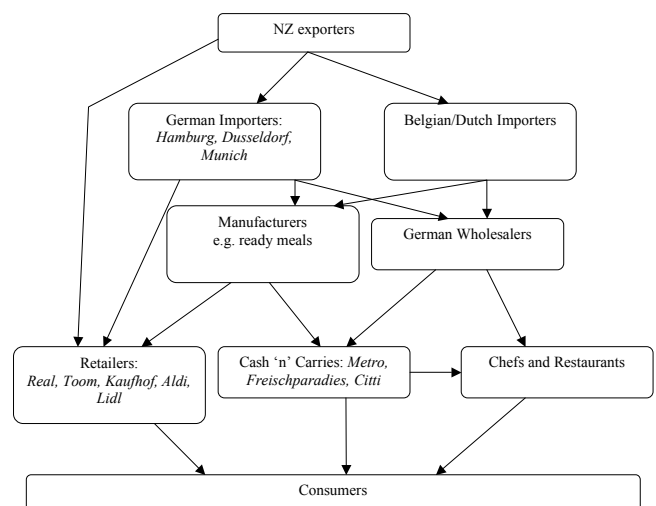 NZ exporters
German Importers:
Hamburg, Dusseldorf,
Munich
Belgian/Dutch Importers
Manufacturers
e.g. ready meals
German Wholesalers
Retailers:
Real, Toom, Kaufhof, Aldi,
Lidl
Cash ‘n’ Carries: Metro,
Freischparadies, Citti
Chefs and Restaurants
Consumers